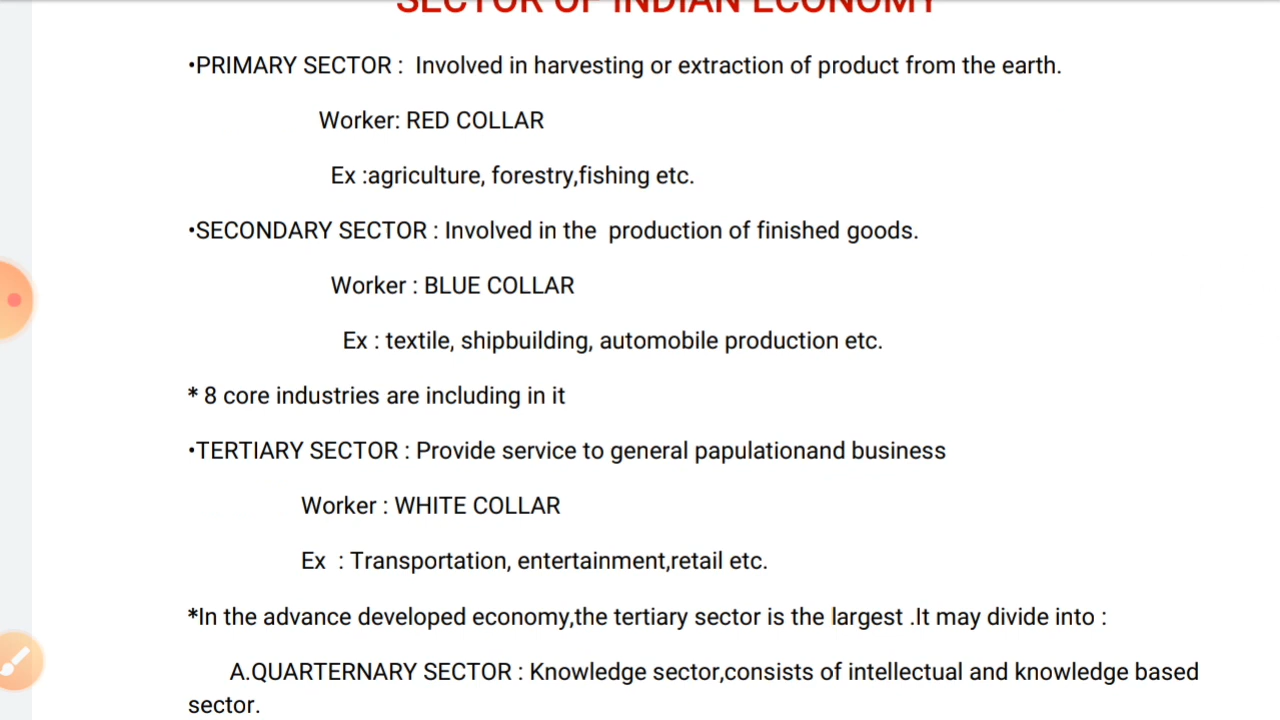 SECTOR OF INDIAN ECONOMY
•PRIMARY SECTOR : Involved in harvesting or extraction of product from the earth.
Worker: RED COLLAR
Ex :agriculture, forestry,fishing etc.
•SECONDARY SECTOR : Involved in the production of finished goods.
Worker : BLUE COLLAR
Ex : textile, shipbuilding, automobile production etc.
* 8 core industries are including in it
•TERTIARY SECTOR : Provide service to general papulationand business
Worker : WHITE COLLAR
Ex : Transportation, entertainment,retail etc.
*In the advance developed economy,the tertiary sector is the largest .It may divide into :
A.QUARTERNARY SECTOR : Knowledge sector,consists of intellectual and knowledge based
sector.